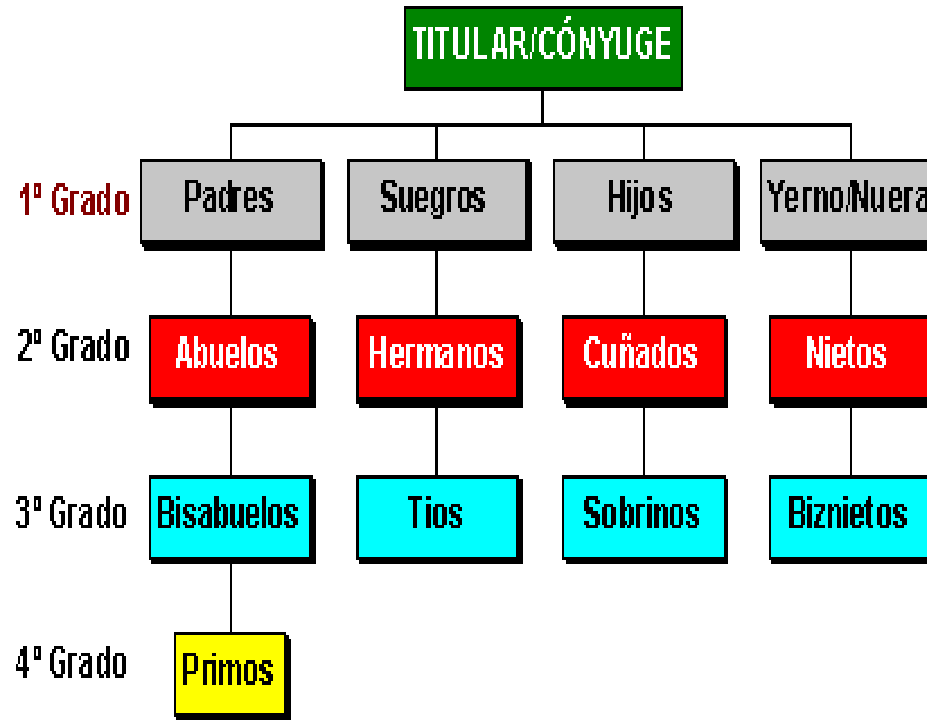 TITULAR/CÓNYUGE
1º Grado Padres Suegros Hijos Yerno/Nuera
2º Grado Abuelos Hermanos Cuñados Nietos
3º Grado Bisabuelos Tios Sobrinos Biznietos
4º Grado Primos